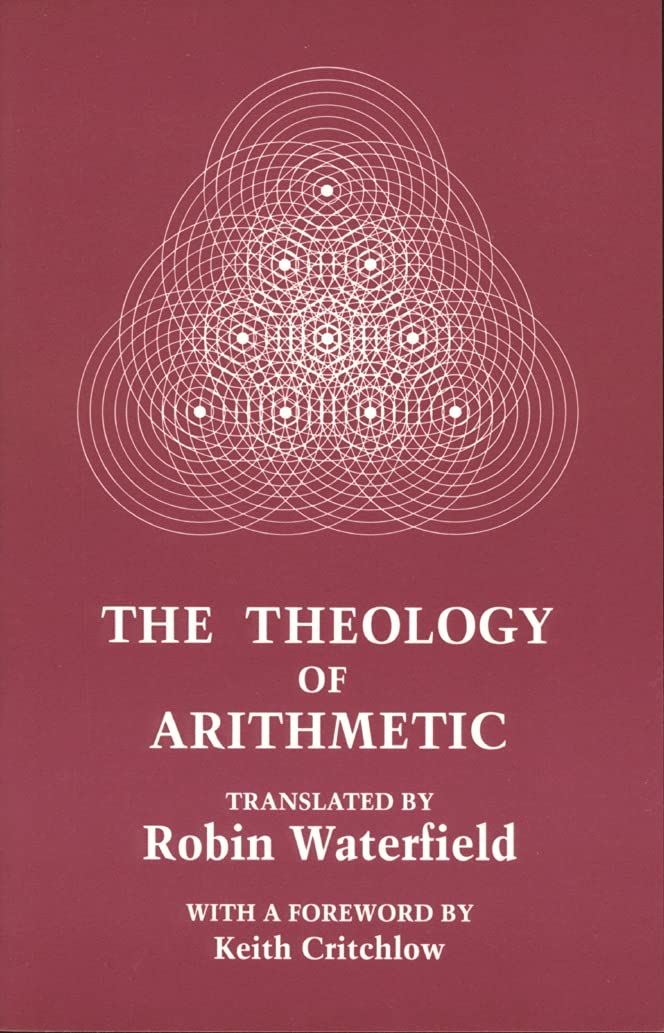 THE THEOLOGY
OF
ARITHMETIC
TRANSLATED BY
Robin Waterfield
WITH A FOREWORD BY
Keith Critchlow